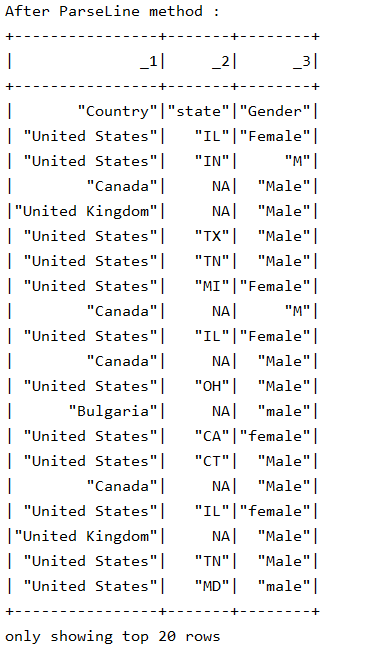 After ParseLine method :
+----------------+-------+--------+
|              _1|     _2|      _3|
+----------------+-------+--------+
|       "Country"|"state"|"Gender"|
| "United States"|   "IL"|"Female"|
| "United States"|   "IN"|     "M"|
|        "Canada"|     NA|  "Male"|
|"United Kingdom"|     NA|  "Male"|
| "United States"|   "TX"|  "Male"|
| "United States"|   "TN"|  "Male"|
| "United States"|   "MI"|"Female"|
|        "Canada"|     NA|     "M"|
| "United States"|   "IL"|"Female"|
|        "Canada"|     NA|  "Male"|
| "United States"|   "OH"|  "Male"|
|      "Bulgaria"|     NA|  "male"|
| "United States"|   "CA"|"female"|
| "United States"|   "CT"|  "Male"|
|        "Canada"|     NA|  "Male"|
| "United States"|   "IL"|"female"|
|"United Kingdom"|     NA|  "Male"|
| "United States"|   "TN"|  "Male"|
| "United States"|   "MD"|  "male"|
+----------------+-------+--------+
only showing top 20 rows